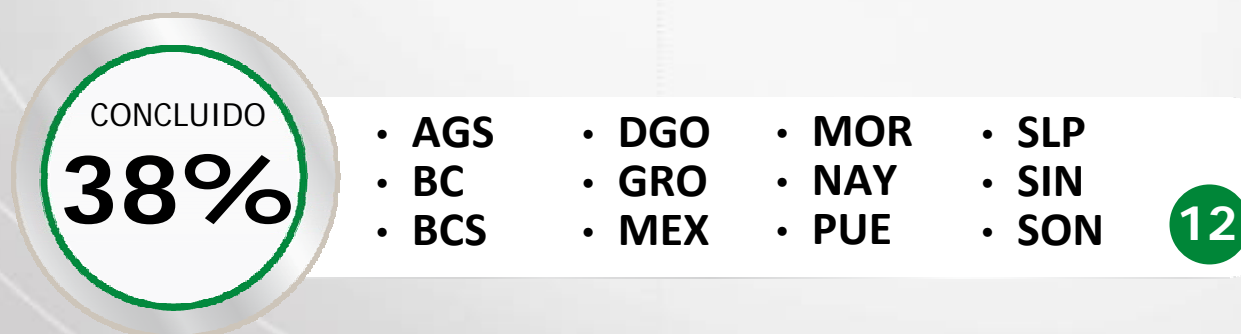 CONCLUIDO
38%
• AGS
• BC
• BCS
• DGO
• GRO
• MEX
• MOR
• NAY
• PUE
• SLP
• SIN
• SON
12